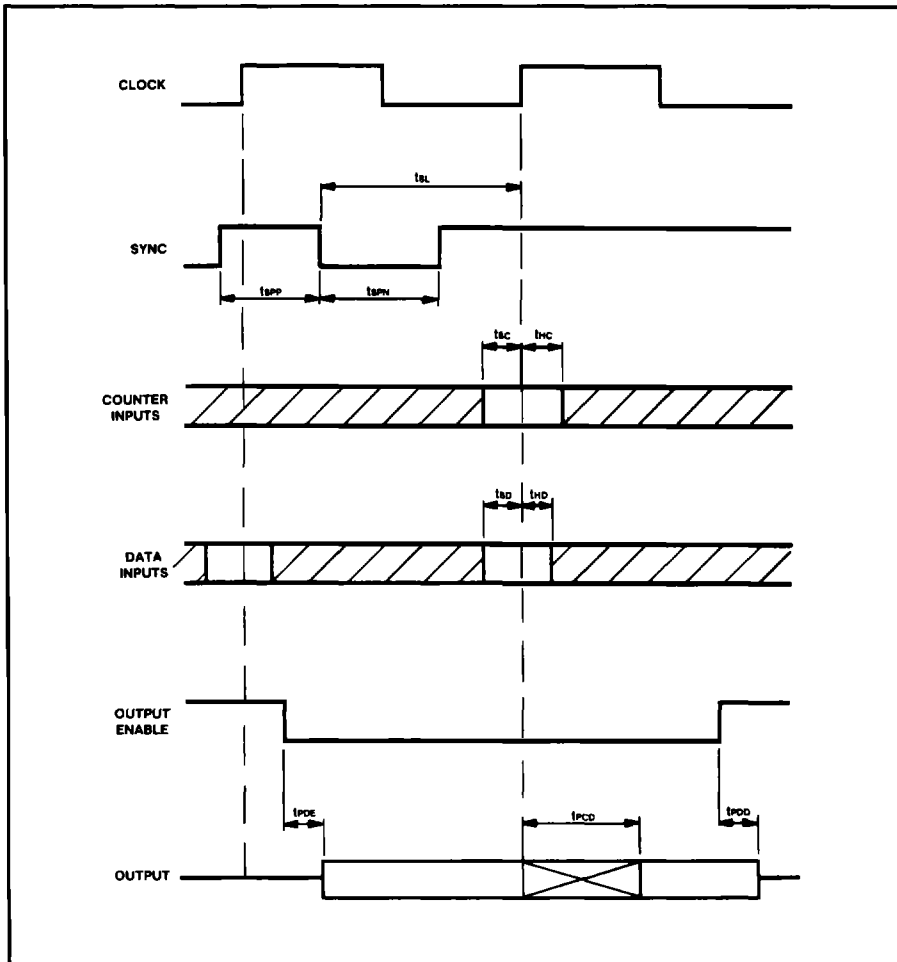 CLOCK
tSL
SYNC
tSPP
tSPN
tSC
tHC
COUNTER
INPUTS
tSD
tHD
DATA
INPUTS
OUTPUT
ENABLE
tPDE
tPCD
tPDD
OUTPUT